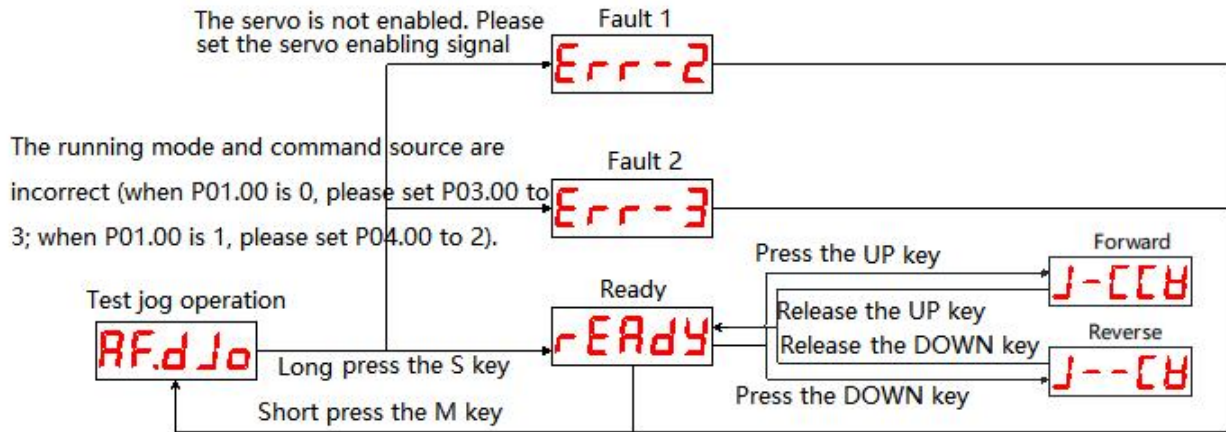 The servo is not enabled. Please
set the servo enabling signal
Fault 1
Err-2
The running mode and command source are
incorrect (when P01.00 is 0, please set P03.00 to
3; when P01.00 is 1, please set P04.00 to 2).
Fault 2
Err-3
Test jog operation
AF.dJo
Long press the S key
Short press the M key
Ready
rEAdY
Press the UP key
Release the UP key
Release the DOWN key
Press the DOWN key
Forward
J-CCW
Reverse
J--CW